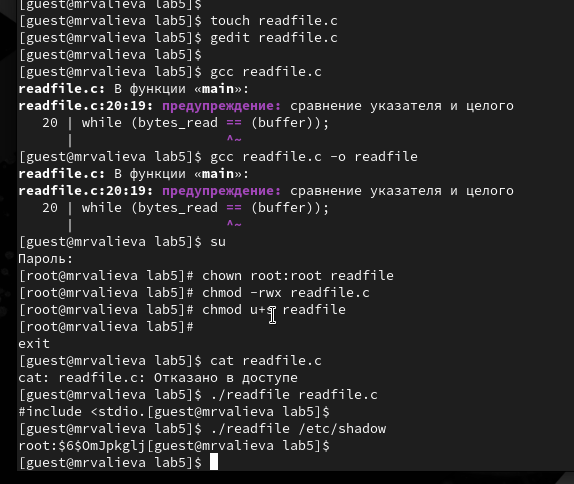 [guest@mrvalieva lab5]$
[guest@mrvalieva lab5]$ touch readfile.c
[guest@mrvalieva lab5]$ gedit readfile.c
[guest@mrvalieva lab5]$
[guest@mrvalieva lab5]$ gcc readfile.c
readfile.c: В функции «main»:
readfile.c:20:19: предупреждение: сравнение указателя и целого
   20 | while (bytes_read == (buffer));
      |                   ^~
[guest@mrvalieva lab5]$ gcc readfile.c -o readfile
readfile.c: В функции «main»:
readfile.c:20:19: предупреждение: сравнение указателя и целого
   20 | while (bytes_read == (buffer));
      |                   ^~
[guest@mrvalieva lab5]$ su
Пароль:
[root@mrvalieva lab5]# chown root:root readfile
[root@mrvalieva lab5]# chmod -rwx readfile.c
[root@mrvalieva lab5]# chmod u+s readfile
[root@mrvalieva lab5]#
exit
[guest@mrvalieva lab5]$ cat readfile.c
cat: readfile.c: Отказано в доступе
[guest@mrvalieva lab5]$ ./readfile readfile.c
#include <stdio.[guest@mrvalieva lab5]$
[guest@mrvalieva lab5]$ ./readfile /etc/shadow
root:$6$OmJpkglj[guest@mrvalieva lab5]$
[guest@mrvalieva lab5]$